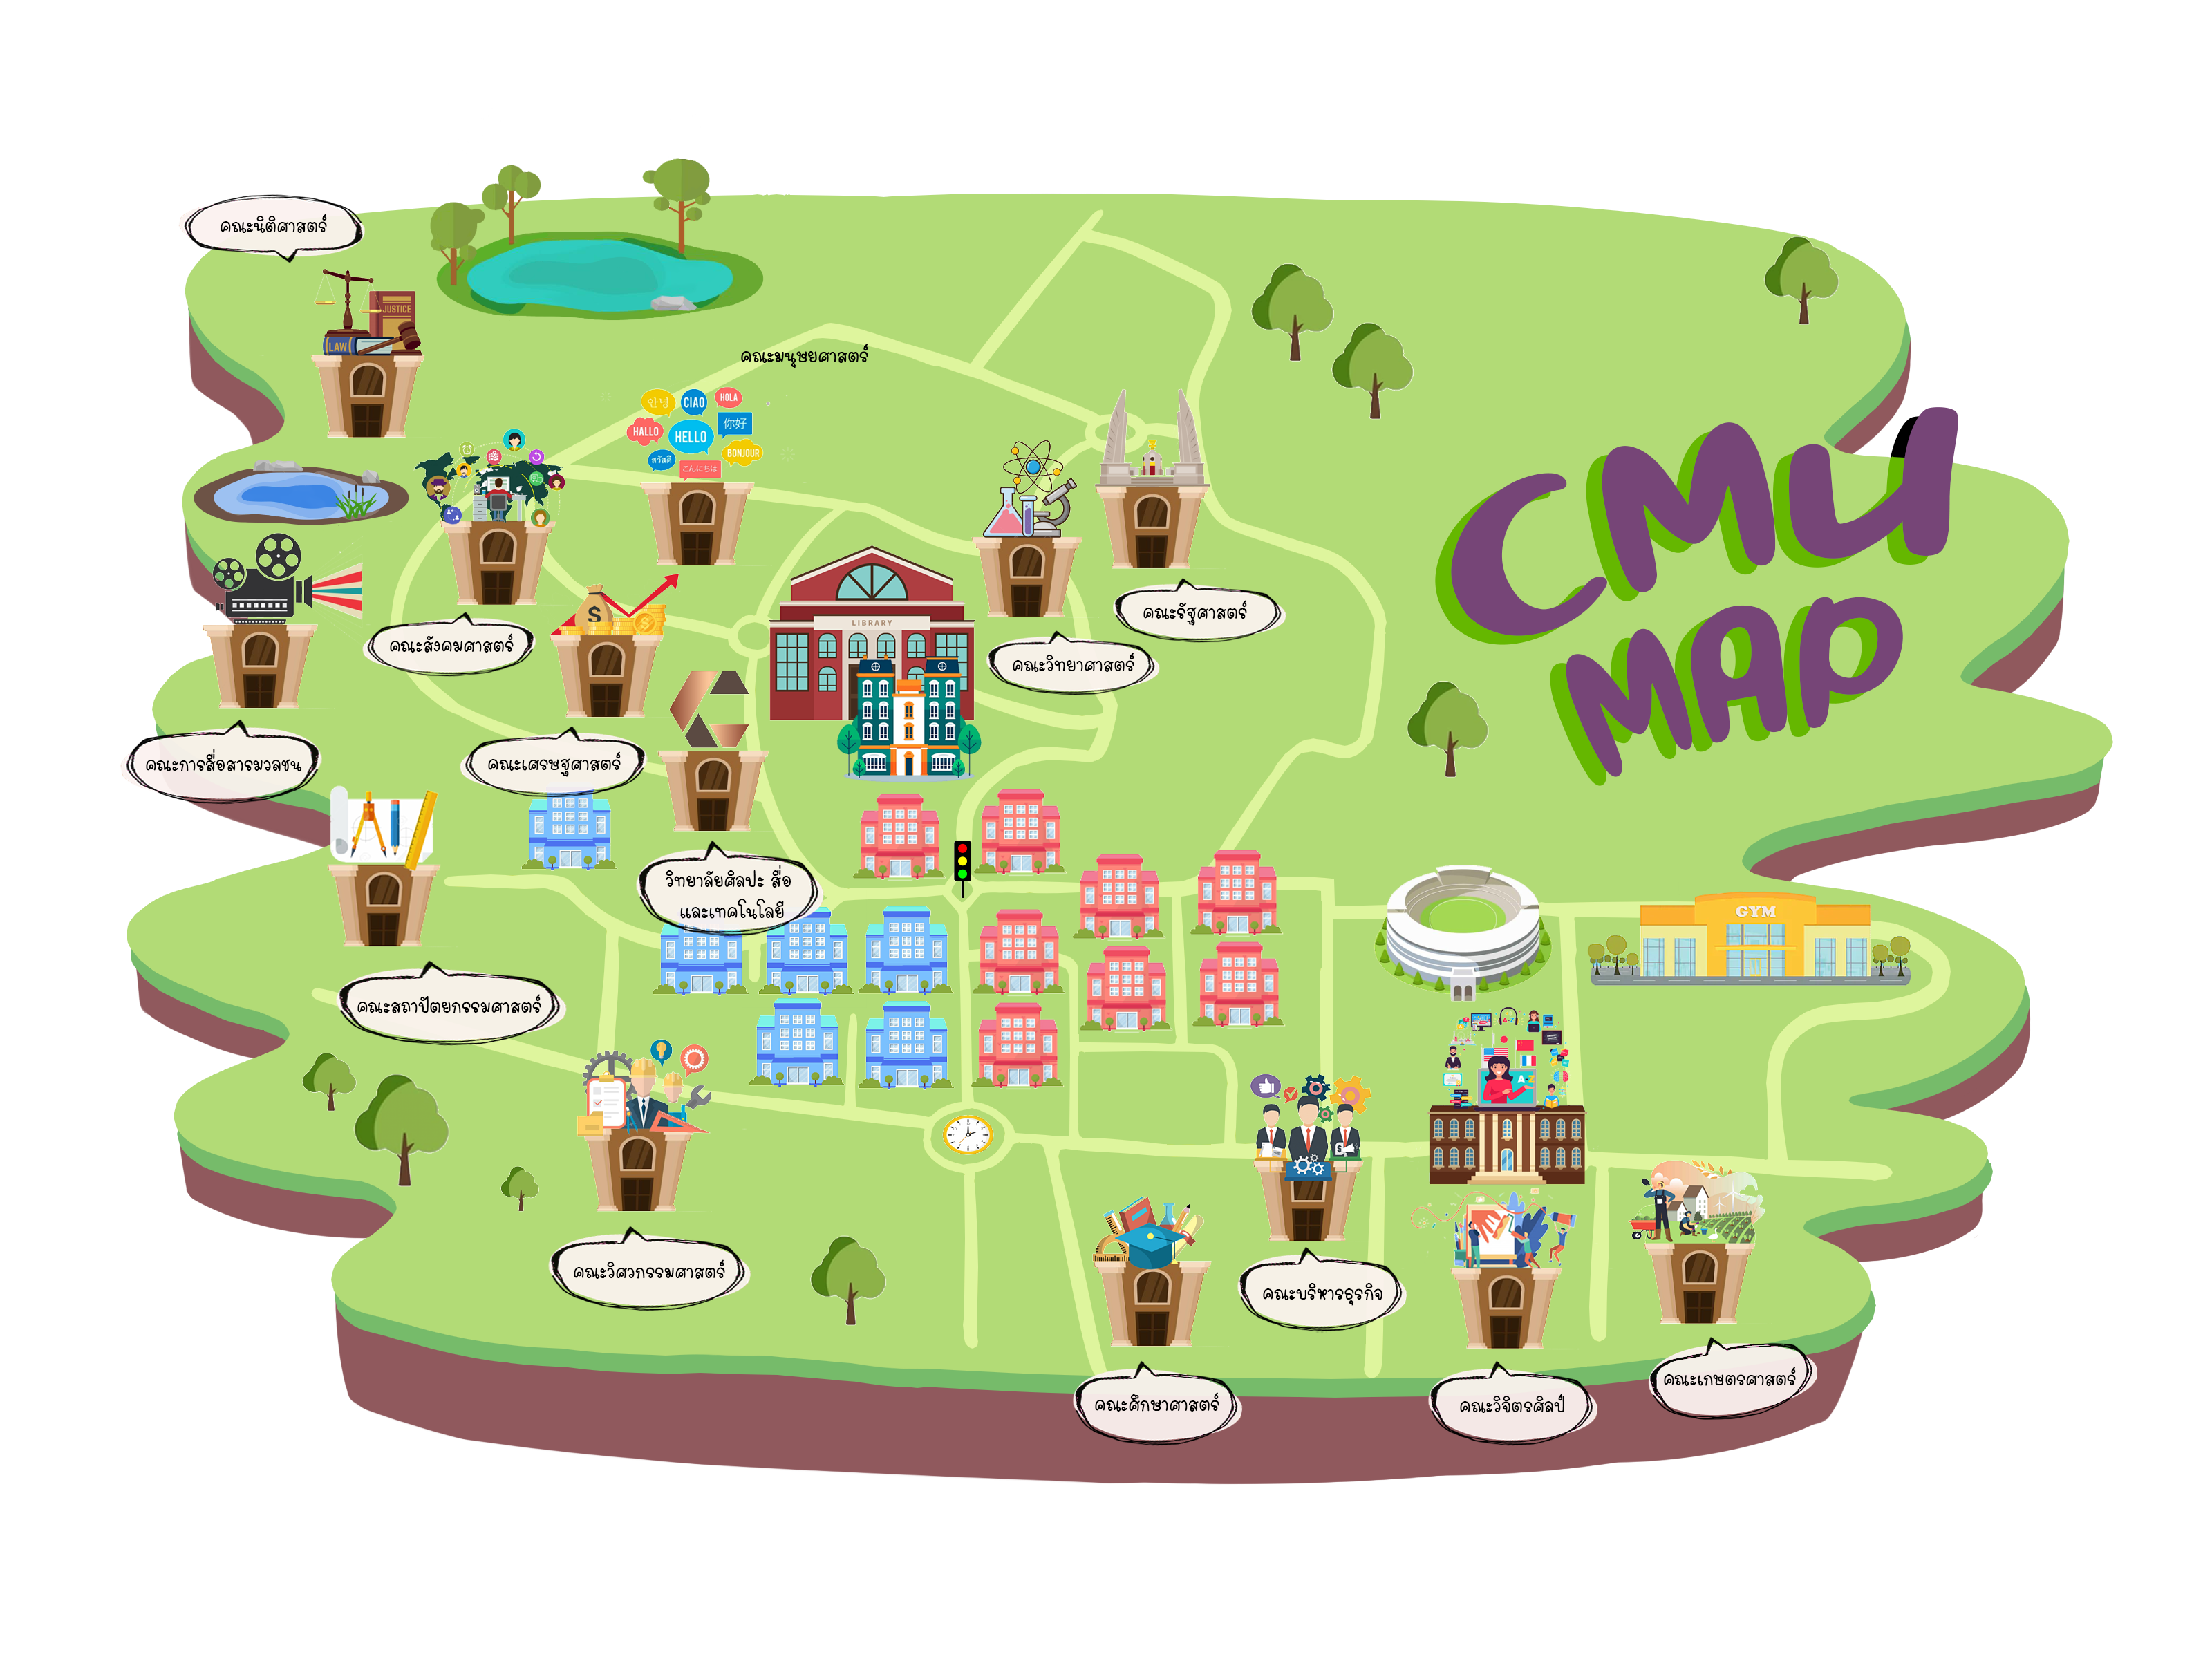 คณะนิติศาสตร์
JUSTICE
LAW
คณะมนุษยศาสตร์
안녕
CIAO
HOLA
HALLO
HELLO
你好
สวัสดี
BONJOUR
こんにちは
CMU
MAP
คณะรัฐศาสตร์
LIBRARY
คณะสังคมศาสตร์
คณะวิทยาศาสตร์
คณะการสื่อสารมวลชน
คณะเศรษฐศาสตร์
วิทยาลัยศิลปะ สื่อ
และเทคโนโลยี
GYM
คณะสถาปัตยกรรมศาสตร์
คณะวิศวกรรมศาสตร์
คณะบริหารธุรกิจ
คณะศึกษาศาสตร์
คณะวิจิตรศิลป์
คณะเกษตรศาสตร์